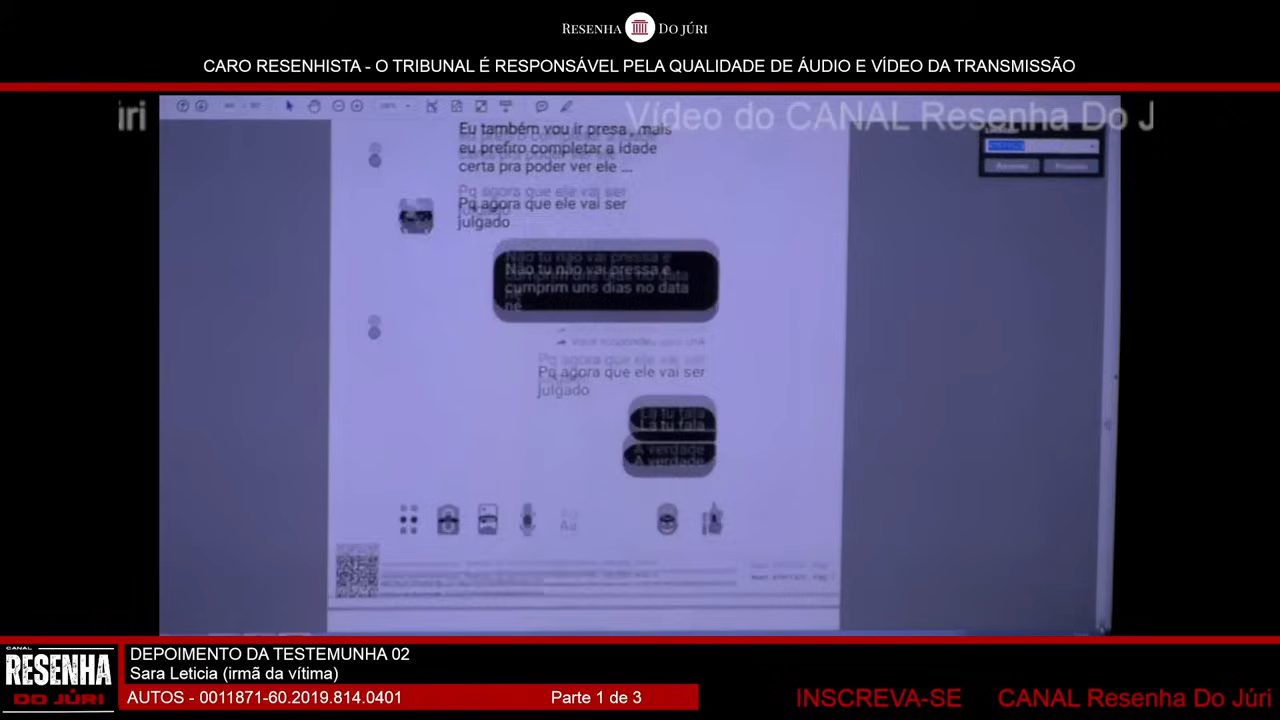 RESENHA DO JÚRI
CARO RESENHISTA - O TRIBUNAL É RESPONSÁVEL PELA QUALIDADE DE ÁUDIO E VÍDEO DA TRANSMISSÃO
úri
Vídeo do CANAL Resenha Do J
Eu também vou ir presa , mais
eu prefiro completar a idade
certa pra poder ver ele ...
Pq agora que ele vai ser
julgado
Não tu não vai pressa e
cumprim uns dias no data
né
Pq agora que ele vai ser
julgado
La tu fala
A verdade
Aa
CANAL
RESENHA
DO JÚRI
DEPOIMENTO DA TESTEMUNHA 02
Sara Leticia (irmã da vítima)
AUTOS - 0011871-60.2019.814.0401
Parte 1 de 3
INSCREVA-SE
CANAL Resenha Do Júri